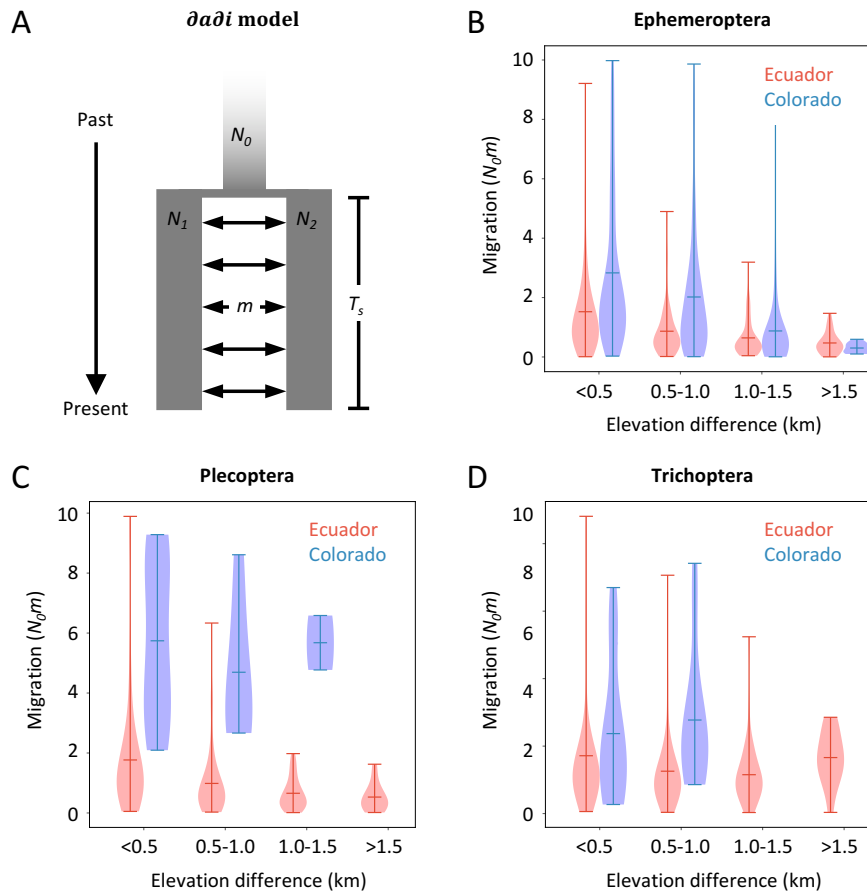 A
∂a∂i model
Past
Present
N0
N1
N2
m
Ts
B
Ephemeroptera
Ecuador
Colorado
Migration (N0m)
10
8
6
4
2
0
<0.5
0.5-1.0
1.0-1.5
>1.5
Elevation difference (km)
C
Plecoptera
Ecuador
Colorado
Migration (N0m)
10
8
6
4
2
0
<0.5
0.5-1.0
1.0-1.5
>1.5
Elevation difference (km)
D
Trichoptera
Ecuador
Colorado
Migration (N0m)
10
8
6
4
2
0
<0.5
0.5-1.0
1.0-1.5
>1.5
Elevation difference (km)